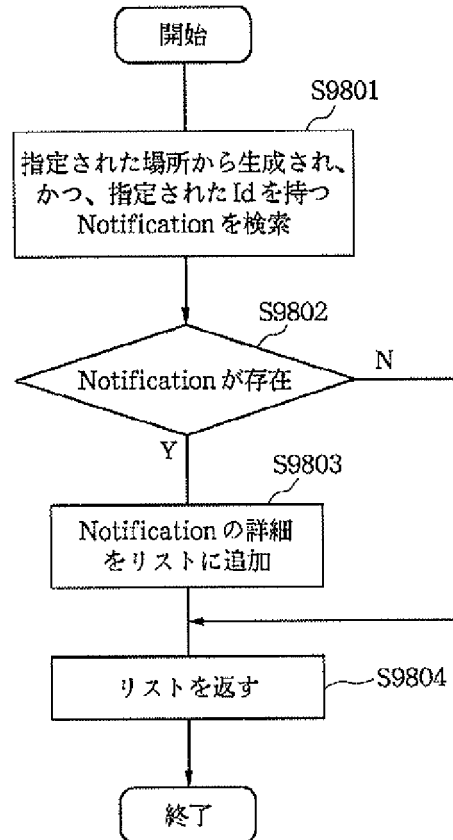 開始
S9801
指定された場所から生成され、
かつ、指定されたIdを持つ
Notificationを検索
S9802
Notificationが存在
N
Y
S9803
Notificationの詳細
をリストに追加
リストを返す
S9804
終了